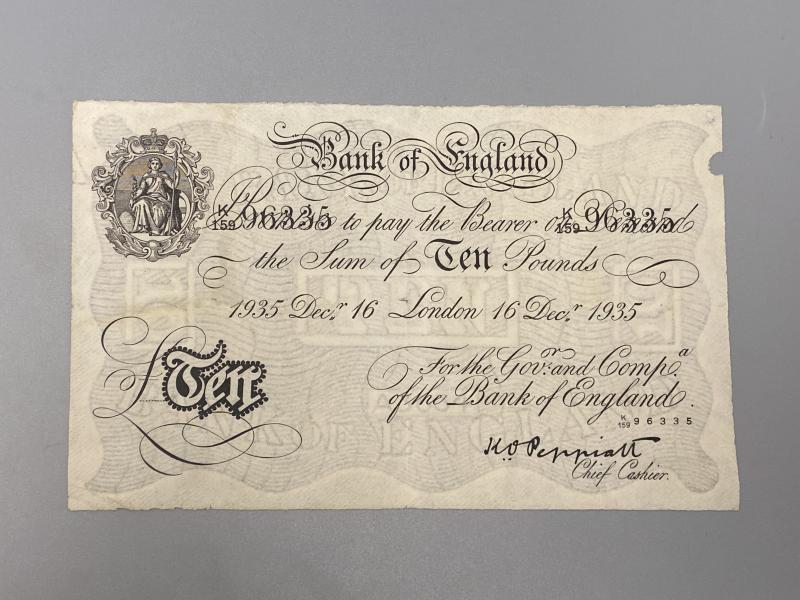 Bank of England
K/159 96335 K/159 96335
I Promise to pay the Bearer on Demand
the Sum of Ten Pounds
1935 Decr. 16 London 16 Decr. 1935
£Ten
For the Govr. and Compa.
of the Bank of England.
K/159 96335
K O Peppiatt
Chief Cashier.